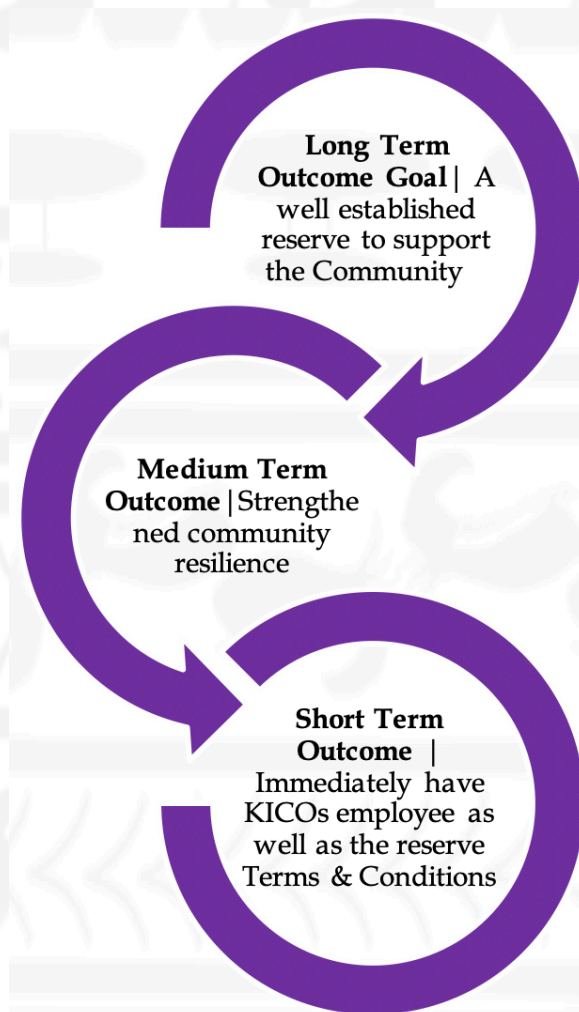 Long Term
Outcome Goal| A
well established
reserve to support
the Community
Medium Term
Outcome |Strengthe
ned community
resilience
Short Term
Outcome |
Immediately have
KICOs employee as
well as the reserve
Terms & Conditions